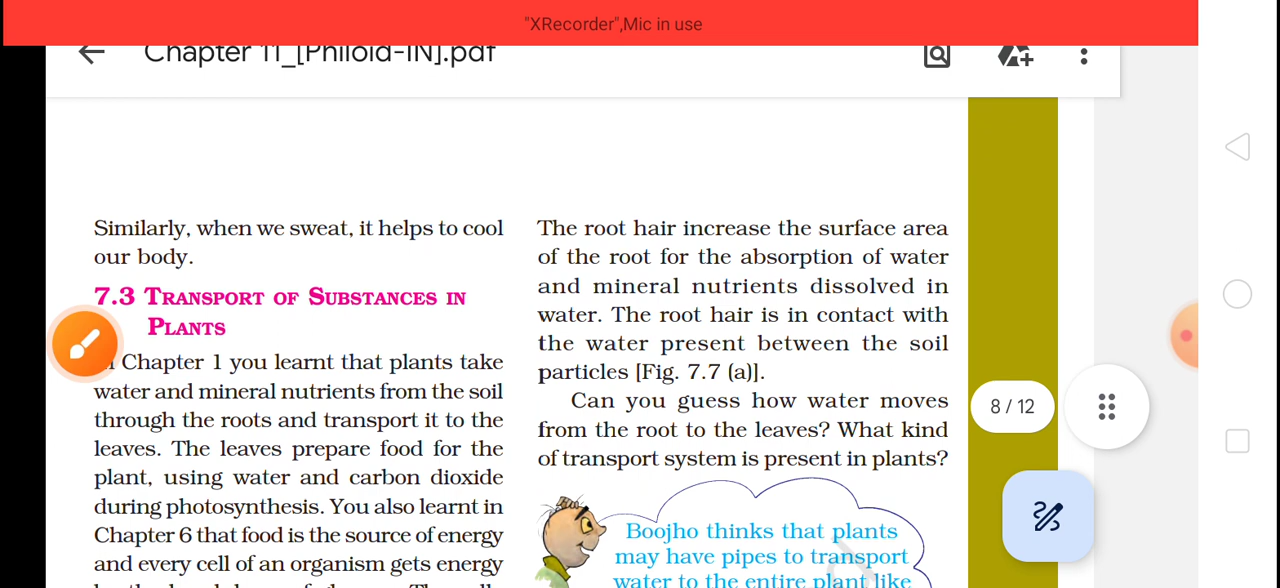 "XRecorder",Mic in use
Chapter 11_[Philoid-IN].pdf
Similarly, when we sweat, it helps to cool
our body.
7.3 TRANSPORT OF SUBSTANCES IN
PLANTS
Chapter 1 you learnt that plants take
water and mineral nutrients from the soil
through the roots and transport it to the
leaves. The leaves prepare food for the
plant, using water and carbon dioxide
during photosynthesis. You also learnt in
Chapter 6 that food is the source of energy
and every cell of an organism gets energy
The root hair increase the surface area
of the root for the absorption of water
and mineral nutrients dissolved in
water. The root hair is in contact with
the water present between the soil
particles [Fig. 7.7 (a)].
Can you guess how water moves
from the root to the leaves? What kind
of transport system is present in plants?
Boojho thinks that plants
may have pipes to transport
water to the entire plant like
8 / 12